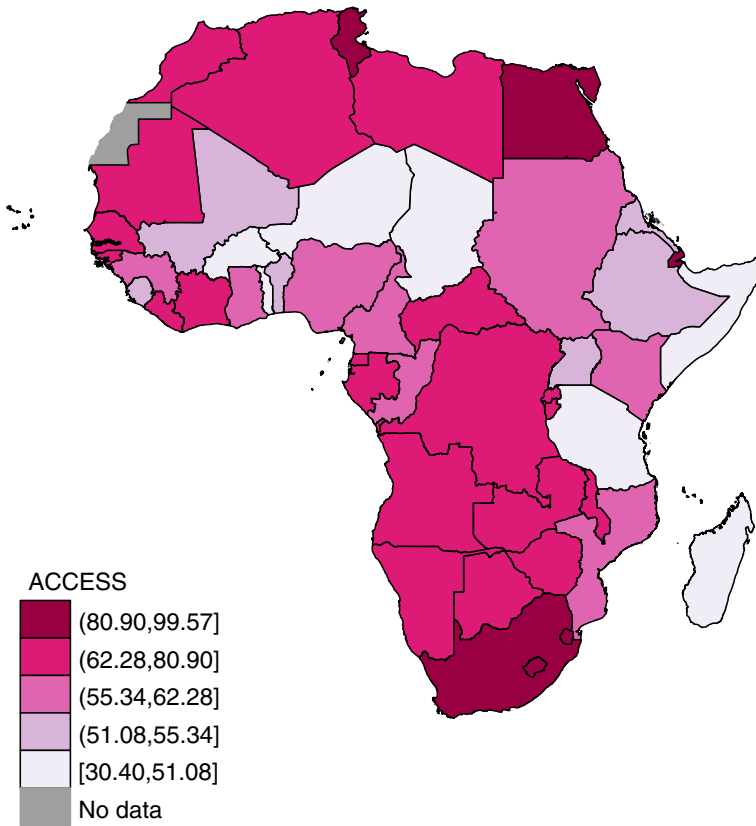 ACCESS
(80.90,99.57]
(62.28,80.90]
(55.34,62.28]
(51.08,55.34]
[30.40,51.08]
No data